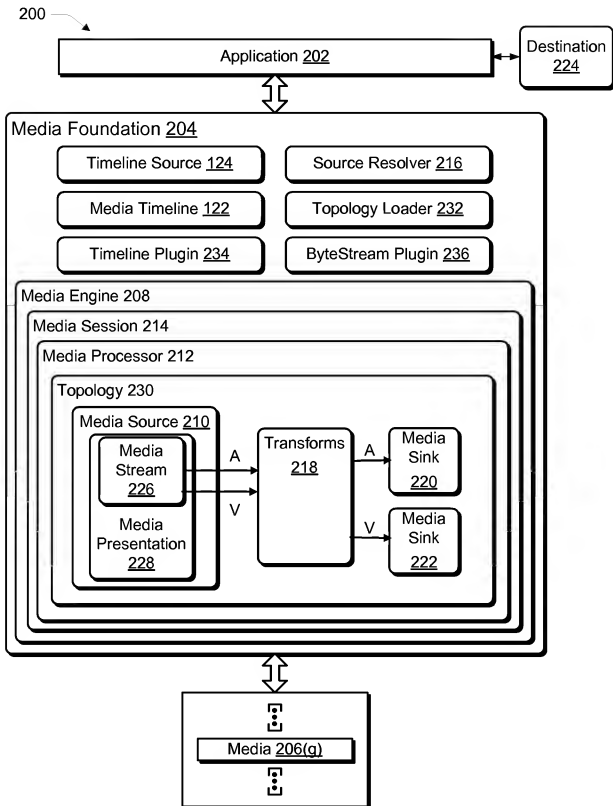 200
Application 202
Destination
224
Media Foundation 204
Timeline Source 124
Source Resolver 216
Media Timeline 122
Topology Loader 232
Timeline Plugin 234
ByteStream Plugin 236
Media Engine 208
Media Session 214
Media Processor 212
Topology 230
Media Source 210
Media
Stream
226
Media
Presentation
228
A
V
Transforms
218
A
V
Media
Sink
220
Media
Sink
222
Media 206(g)